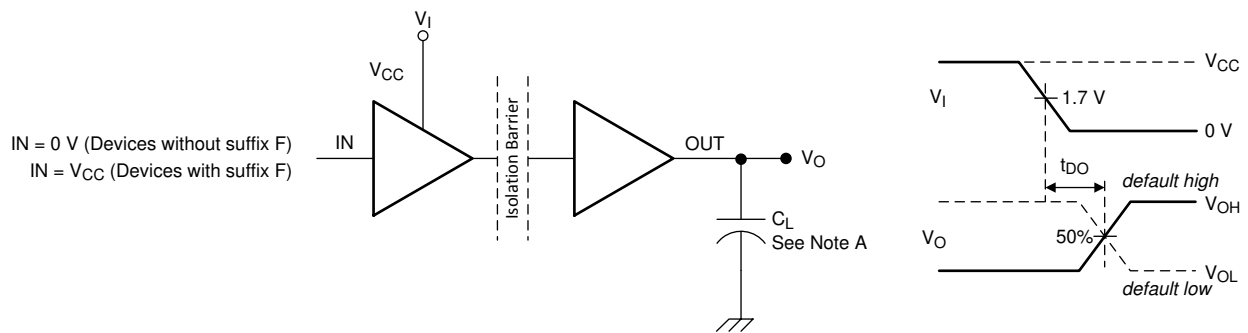 V_I
V_CC
IN = 0 V (Devices without suffix F)
IN = V_CC (Devices with suffix F)
IN
Isolation Barrier
OUT
V_O
C_L
See Note A
V_I
V_CC
1.7 V
0 V
t_DO
default high
V_OH
V_O
50%
V_OL
default low